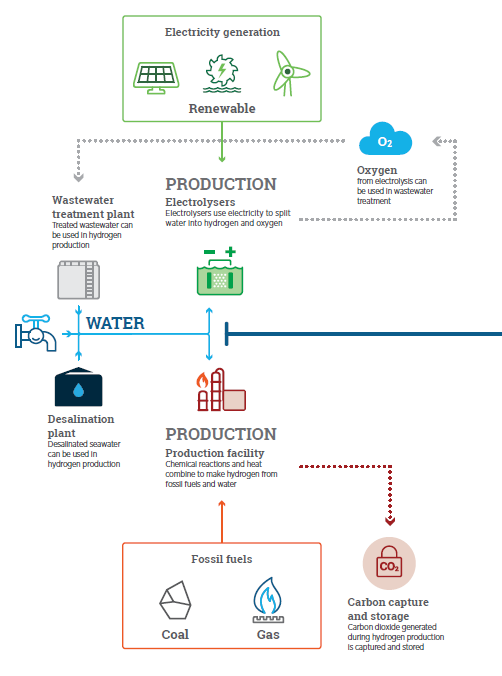 Electricity generation
Renewable
O₂
Oxygen
from electrolysis can
be used in wastewater
treatment
Wastewater
treatment plant
Treated wastewater can
be used in hydrogen
production
PRODUCTION
Electrolysers
Electrolysers use electricity to split
water into hydrogen and oxygen
WATER
Desalination
plant
Desalinated seawater
can be used in
hydrogen production
PRODUCTION
Production facility
Chemical reactions and heat
combine to make hydrogen from
fossil fuels and water
Fossil fuels
Coal
Gas
CO₂
Carbon capture
and storage
Carbon dioxide generated
during hydrogen production
is captured and stored